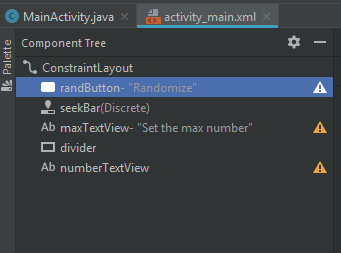 MainActivity.java × activity_main.xml ×
Palette
Component Tree
ConstraintLayout
randButton- "Randomize"
seekBar(Discrete)
Ab maxTextView- "Set the max number"
divider
Ab numberTextView